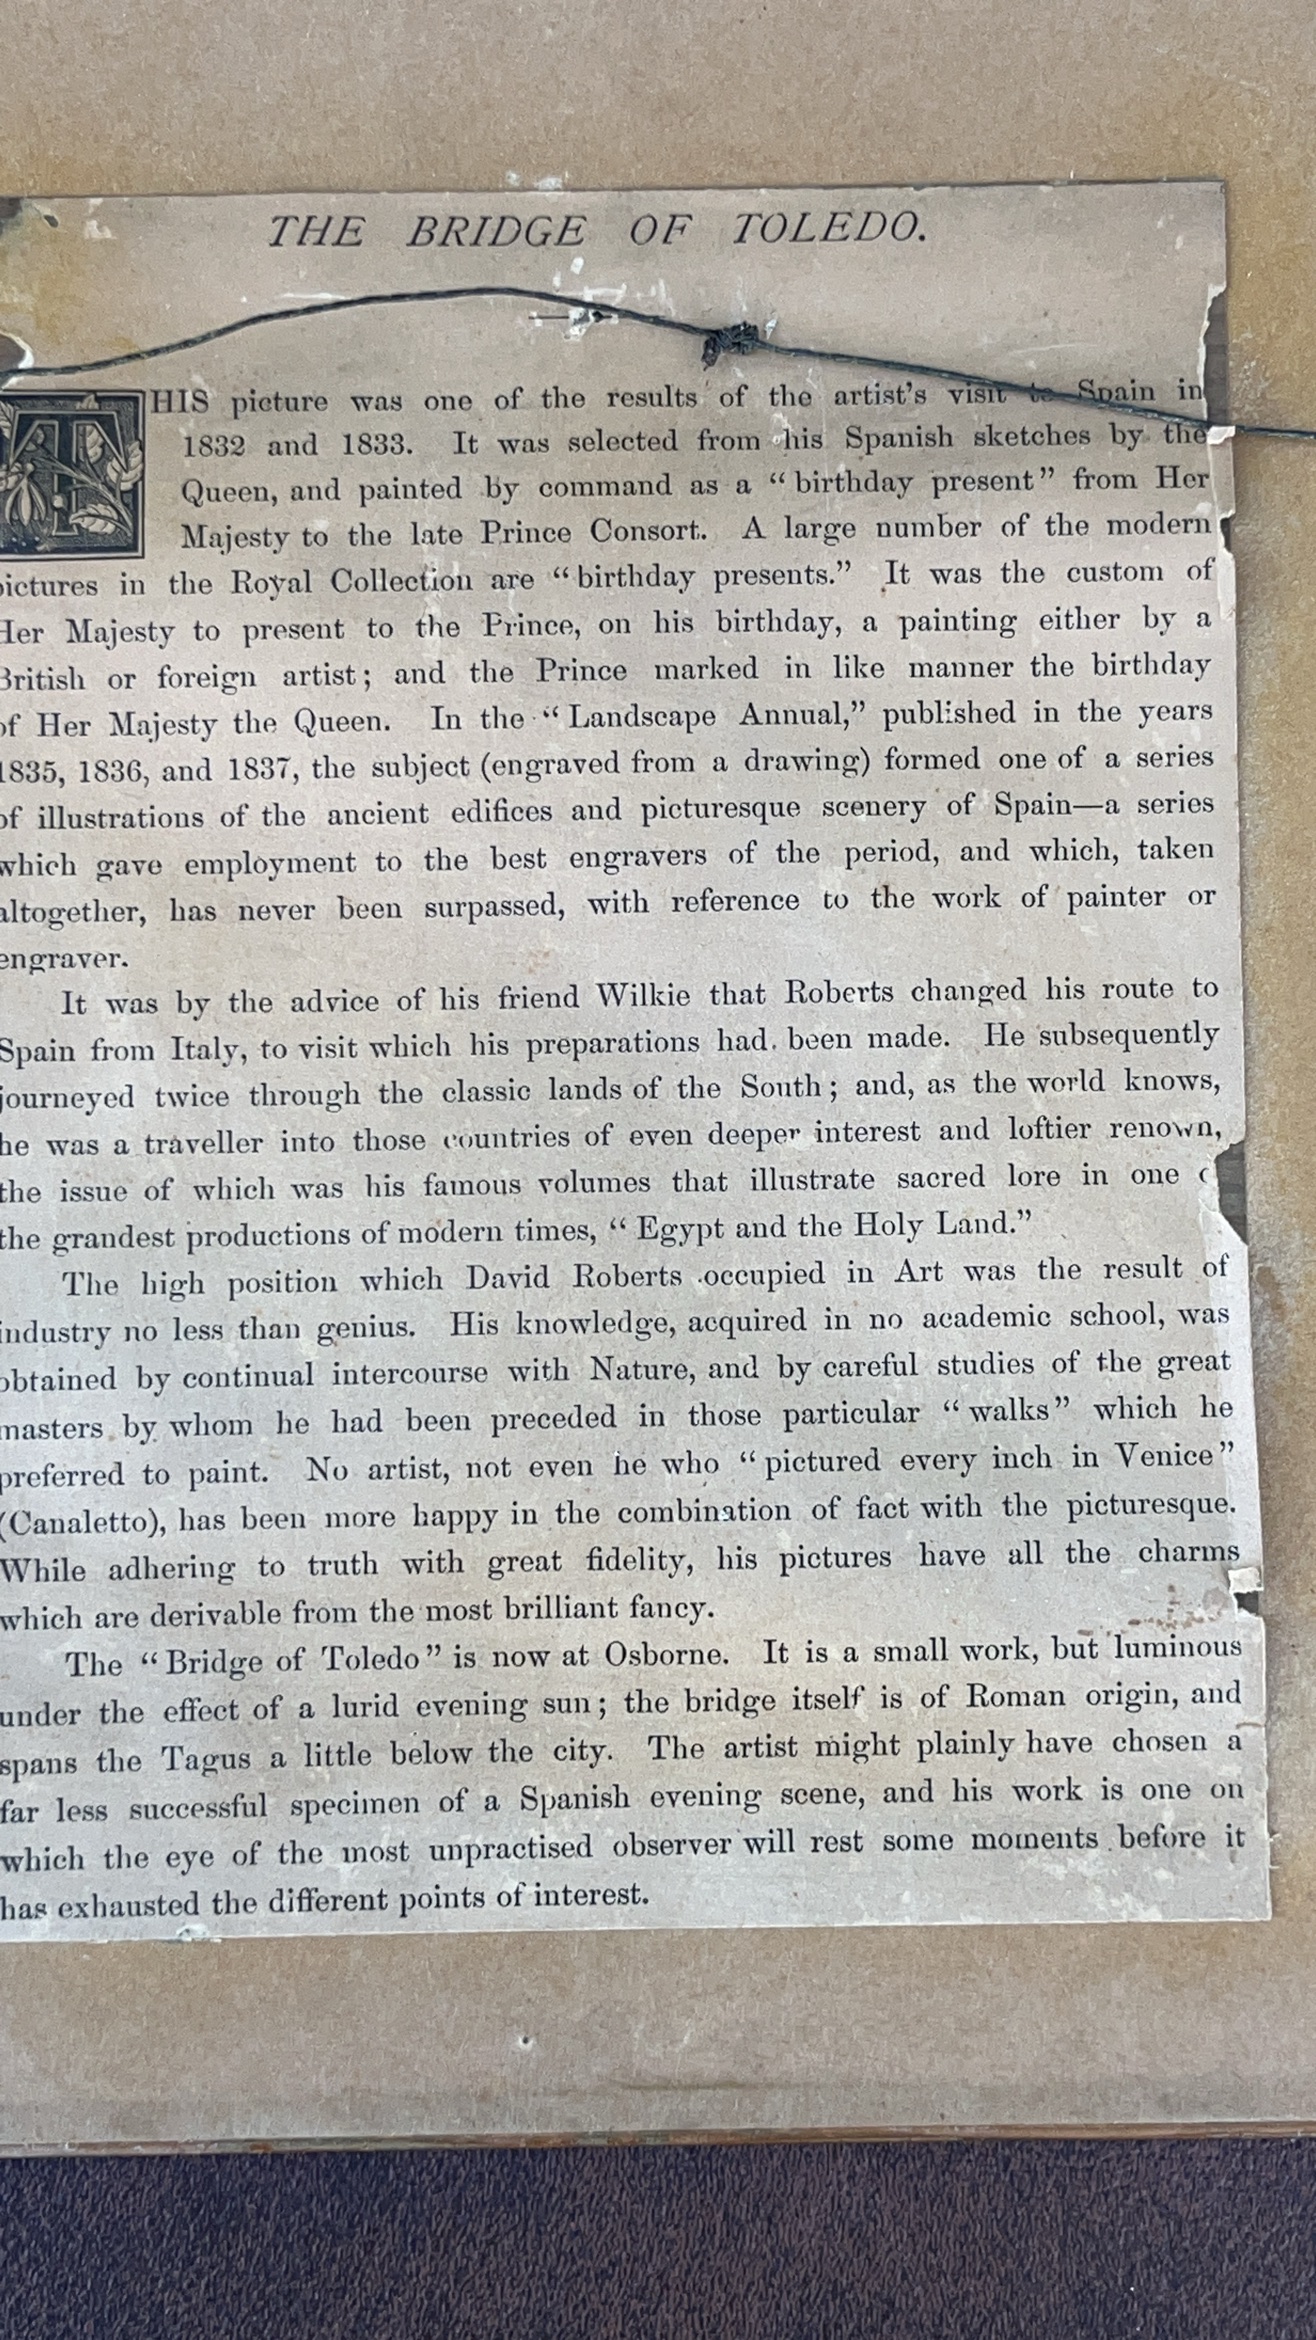 THE BRIDGE OF TOLEDO.
THIS picture was one of the results of the artist's visit to Spain in
1832 and 1833. It was selected from his Spanish sketches by the
Queen, and painted by command as a “birthday present” from Her
Majesty to the late Prince Consort. A large number of the modern
pictures in the Royal Collection are “birthday presents.” It was the custom of
Her Majesty to present to the Prince, on his birthday, a painting either by a
British or foreign artist; and the Prince marked in like manner the birthday
of Her Majesty the Queen. In the “Landscape Annual,” published in the years
1835, 1836, and 1837, the subject (engraved from a drawing) formed one of a series
of illustrations of the ancient edifices and picturesque scenery of Spain—a series
which gave employment to the best engravers of the period, and which, taken
altogether, has never been surpassed, with reference to the work of painter or
engraver.
It was by the advice of his friend Wilkie that Roberts changed his route to
Spain from Italy, to visit which his preparations had been made. He subsequently
journeyed twice through the classic lands of the South; and, as the world knows,
he was a traveller into those countries of even deeper interest and loftier renown,
the issue of which was his famous volumes that illustrate sacred lore in one
the grandest productions of modern times, “Egypt and the Holy Land.”
The high position which David Roberts occupied in Art was the result of
industry no less than genius. His knowledge, acquired in no academic school, was
obtained by continual intercourse with Nature, and by careful studies of the great
masters by whom he had been preceded in those particular “walks” which he
preferred to paint. No artist, not even he who “pictured every inch in Venice”
(Canaletto), has been more happy in the combination of fact with the picturesque.
While adhering to truth with great fidelity, his pictures have all the charms
which are derivable from the most brilliant fancy.
The “Bridge of Toledo” is now at Osborne. It is a small work, but luminous
under the effect of a lurid evening sun; the bridge itself is of Roman origin, and
spans the Tagus a little below the city. The artist might plainly have chosen a
far less successful specimen of a Spanish evening scene, and his work is one on
which the eye of the most unpractised observer will rest some moments before it
has exhausted the different points of interest.